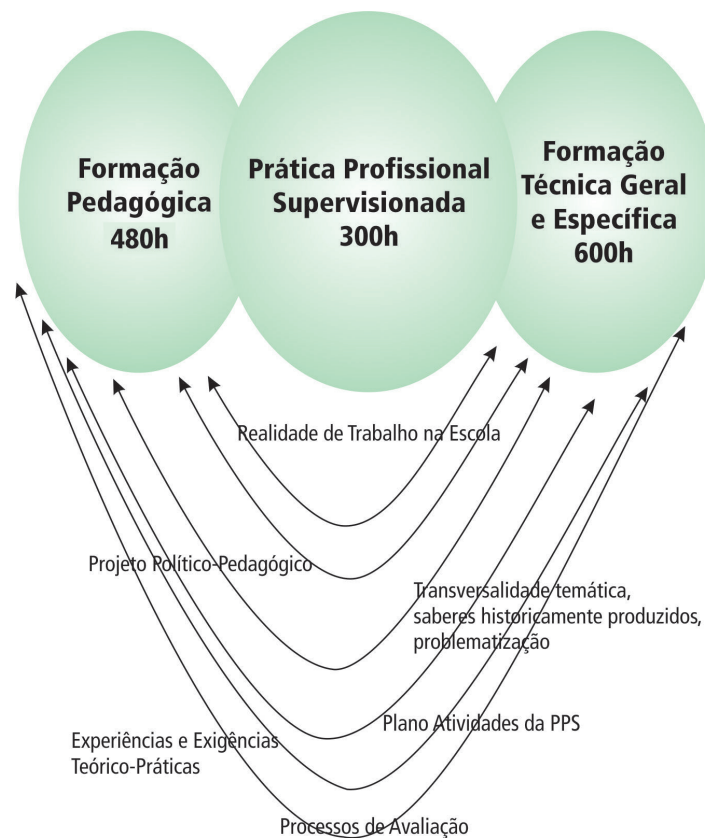 Formação
Pedagógica
480h
Prática Profissional
Supervisionada
300h
Formação
Técnica Geral
e Específica
600h
Realidade de Trabalho na Escola
Projeto Político-Pedagógico
Transversalidade temática,
saberes historicamente produzidos,
problematização
Plano Atividades da PPS
Experiências e Exigências
Teórico-Práticas
Processos de Avaliação